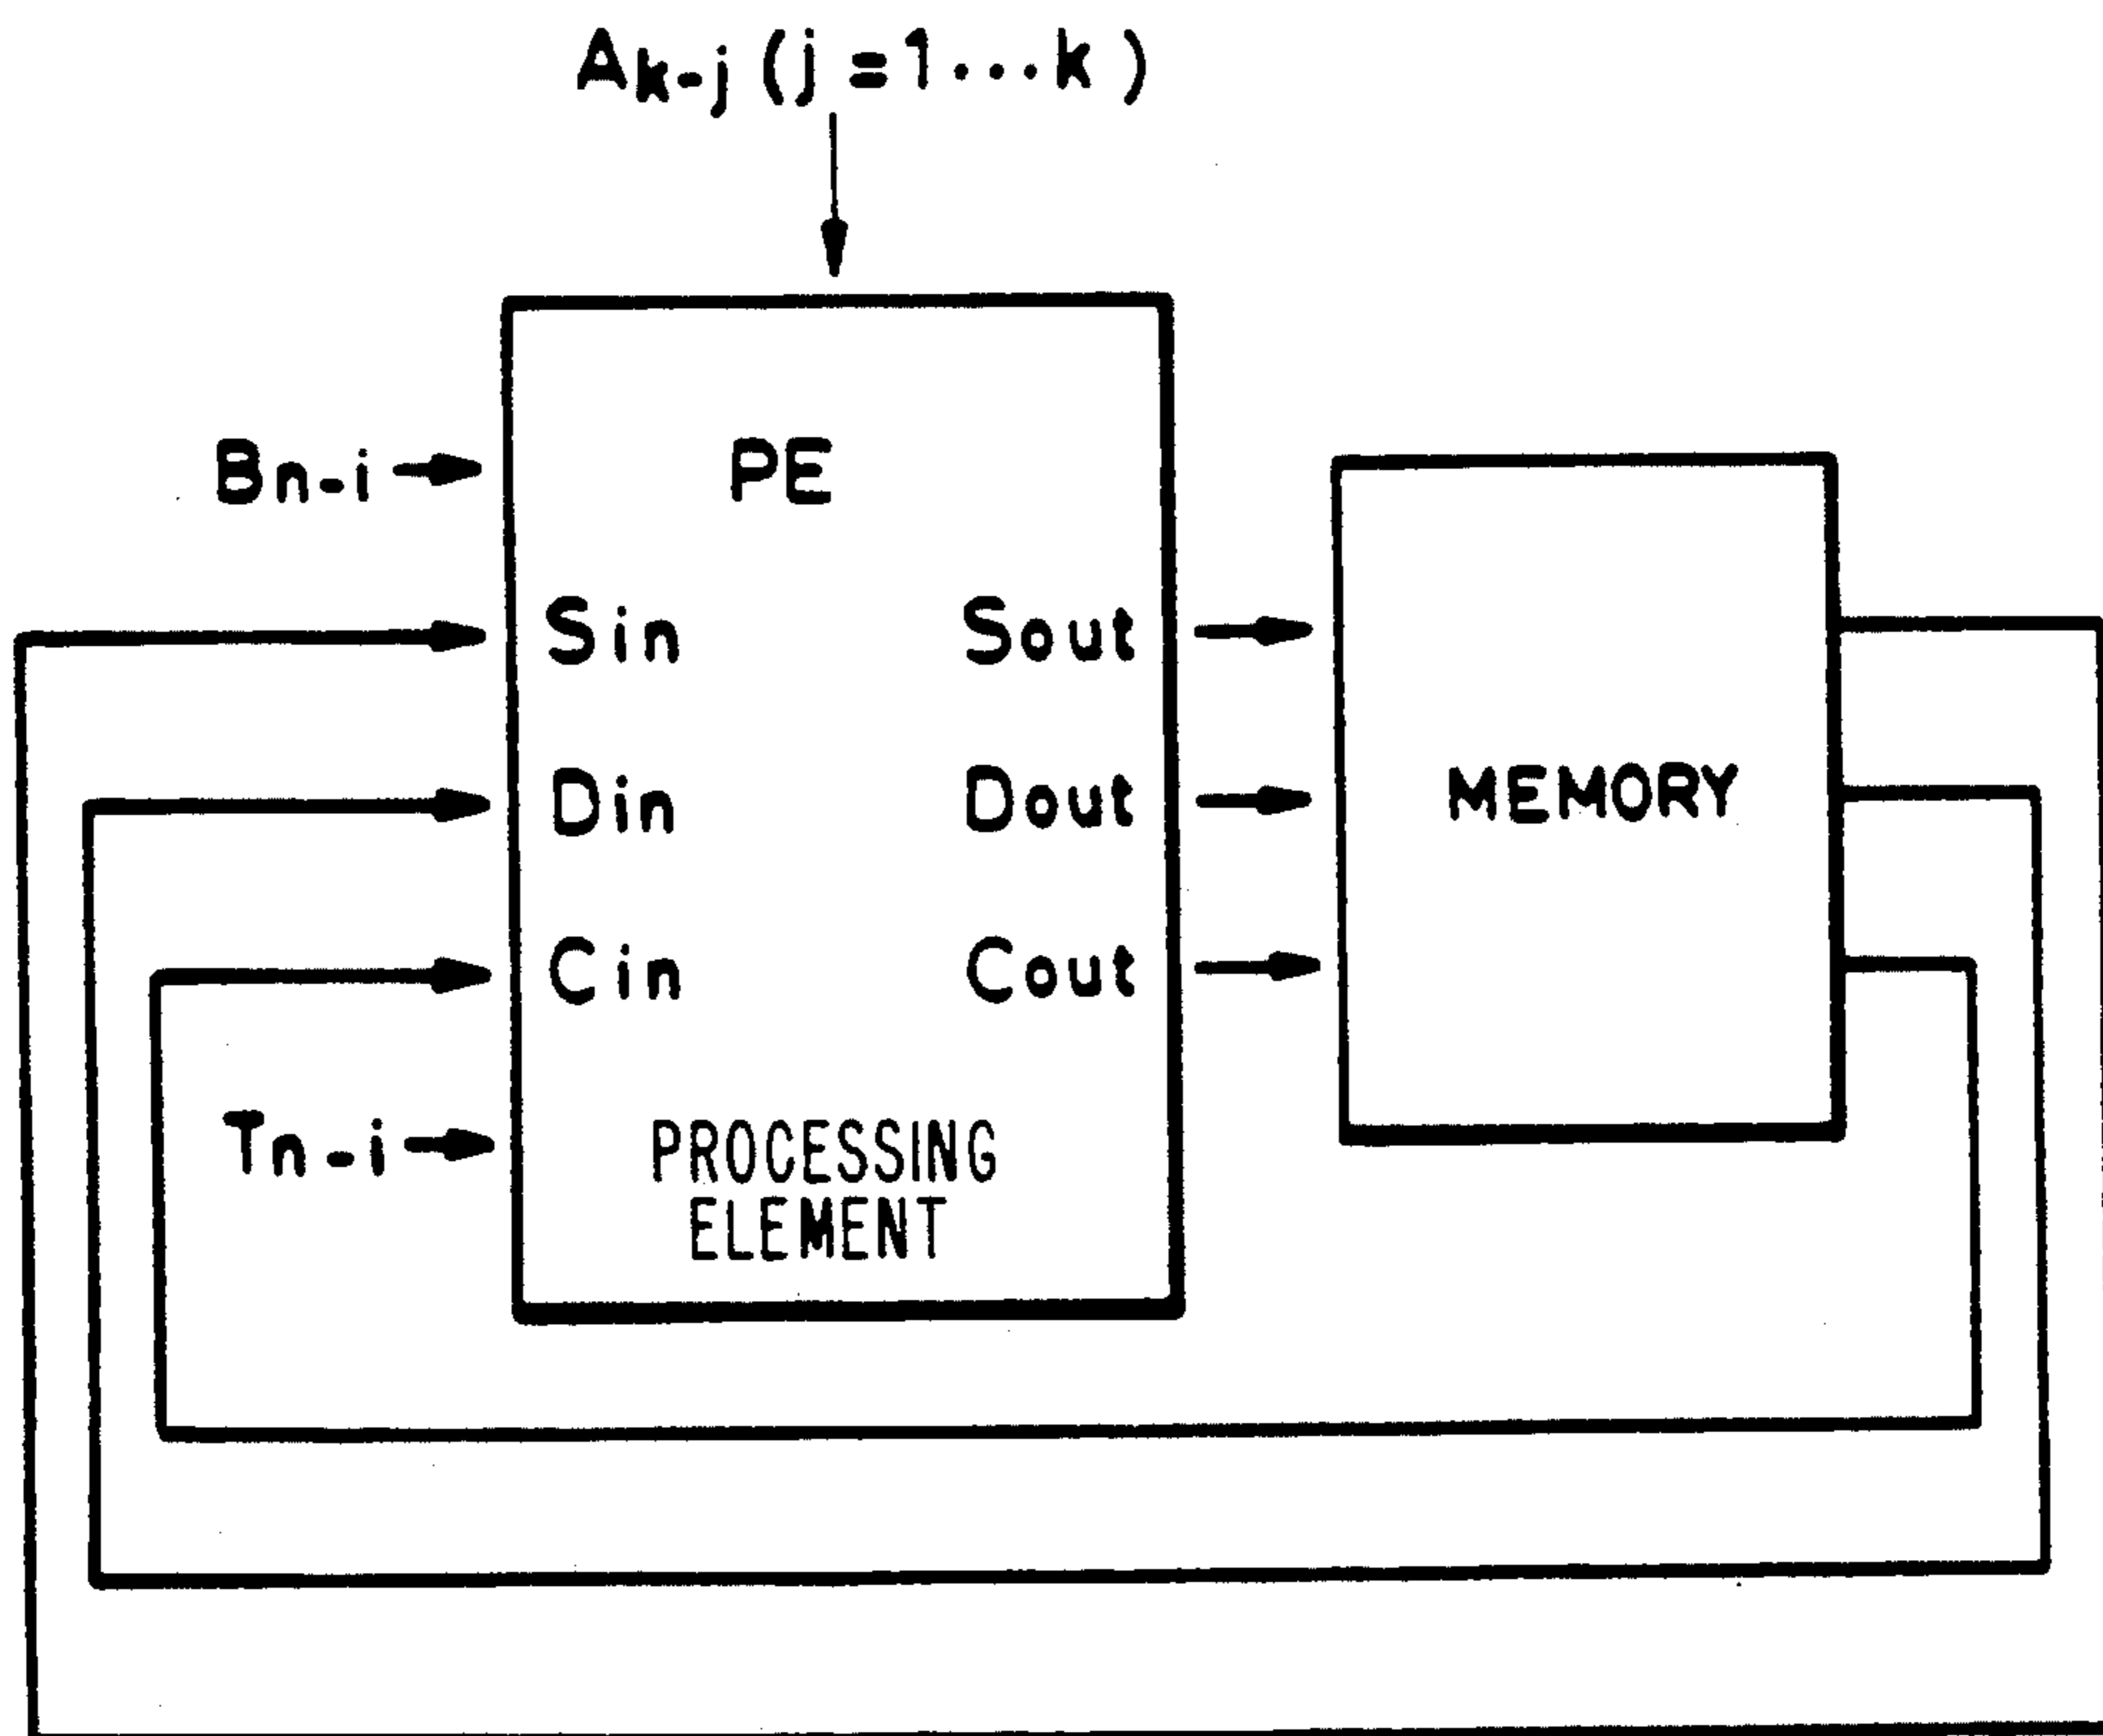 Ak-j (j=1...k)
Bn-i
PE
Sin
Sout
Din
Dout
MEMORY
Cin
Cout
Tn-i
PROCESSING
ELEMENT